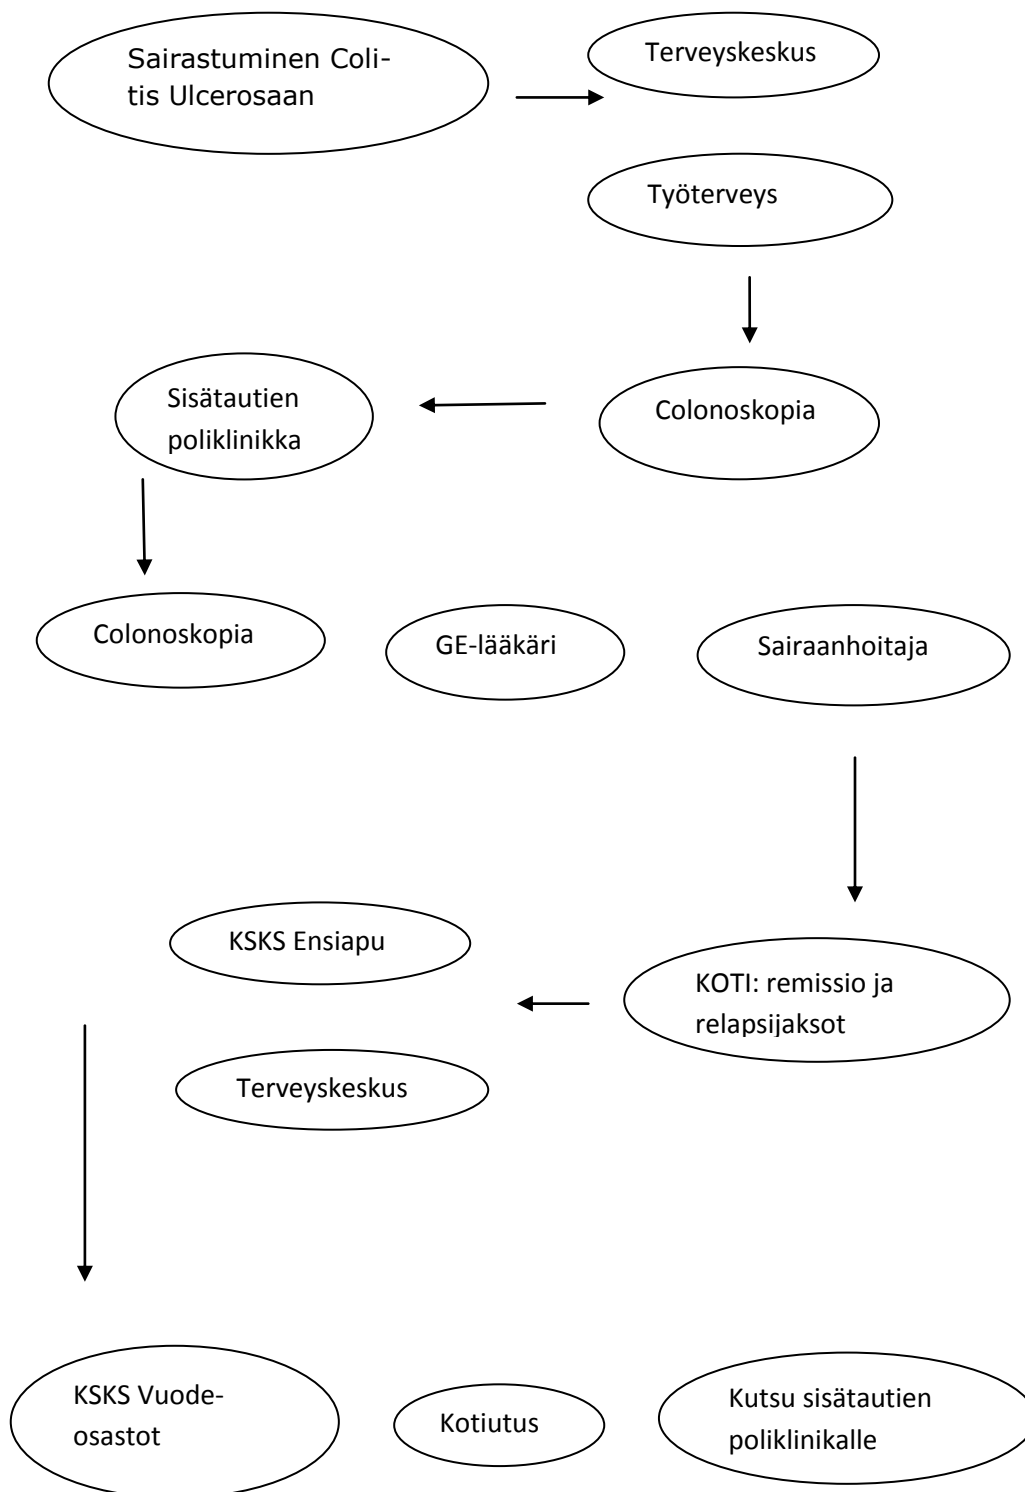 Sairastuminen Coli-
tis Ulcerosaan
Terveyskeskus
Työterveys
Sisätautien
poliklinikka
Colonoskopia
Colonoskopia
GE-lääkäri
Sairaanhoitaja
KSKS Ensiapu
KOTI: remissio ja
relapsijaksot
Terveyskeskus
KSKS Vuode-
osastot
Kotiutus
Kutsu sisätautien
poliklinikalle